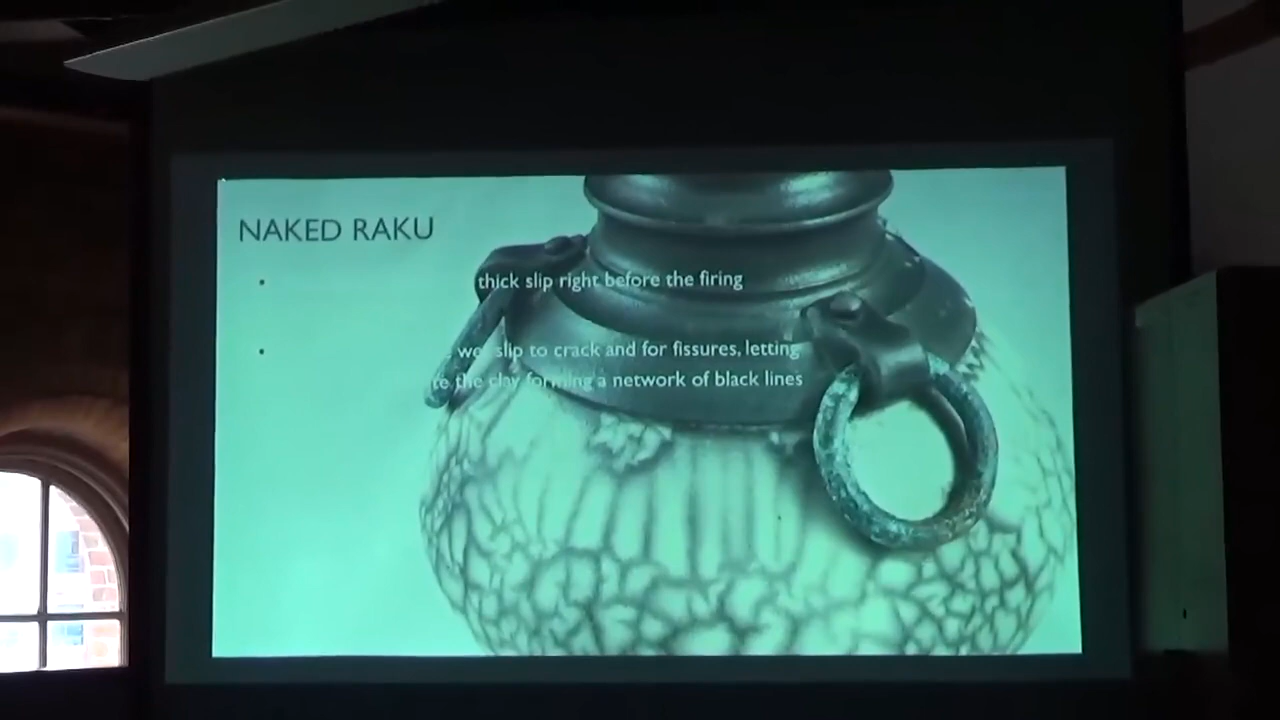 NAKED RAKU
• thick slip right before the firing
• slip to crack and for fissures, letting
the clay forming a network of black lines